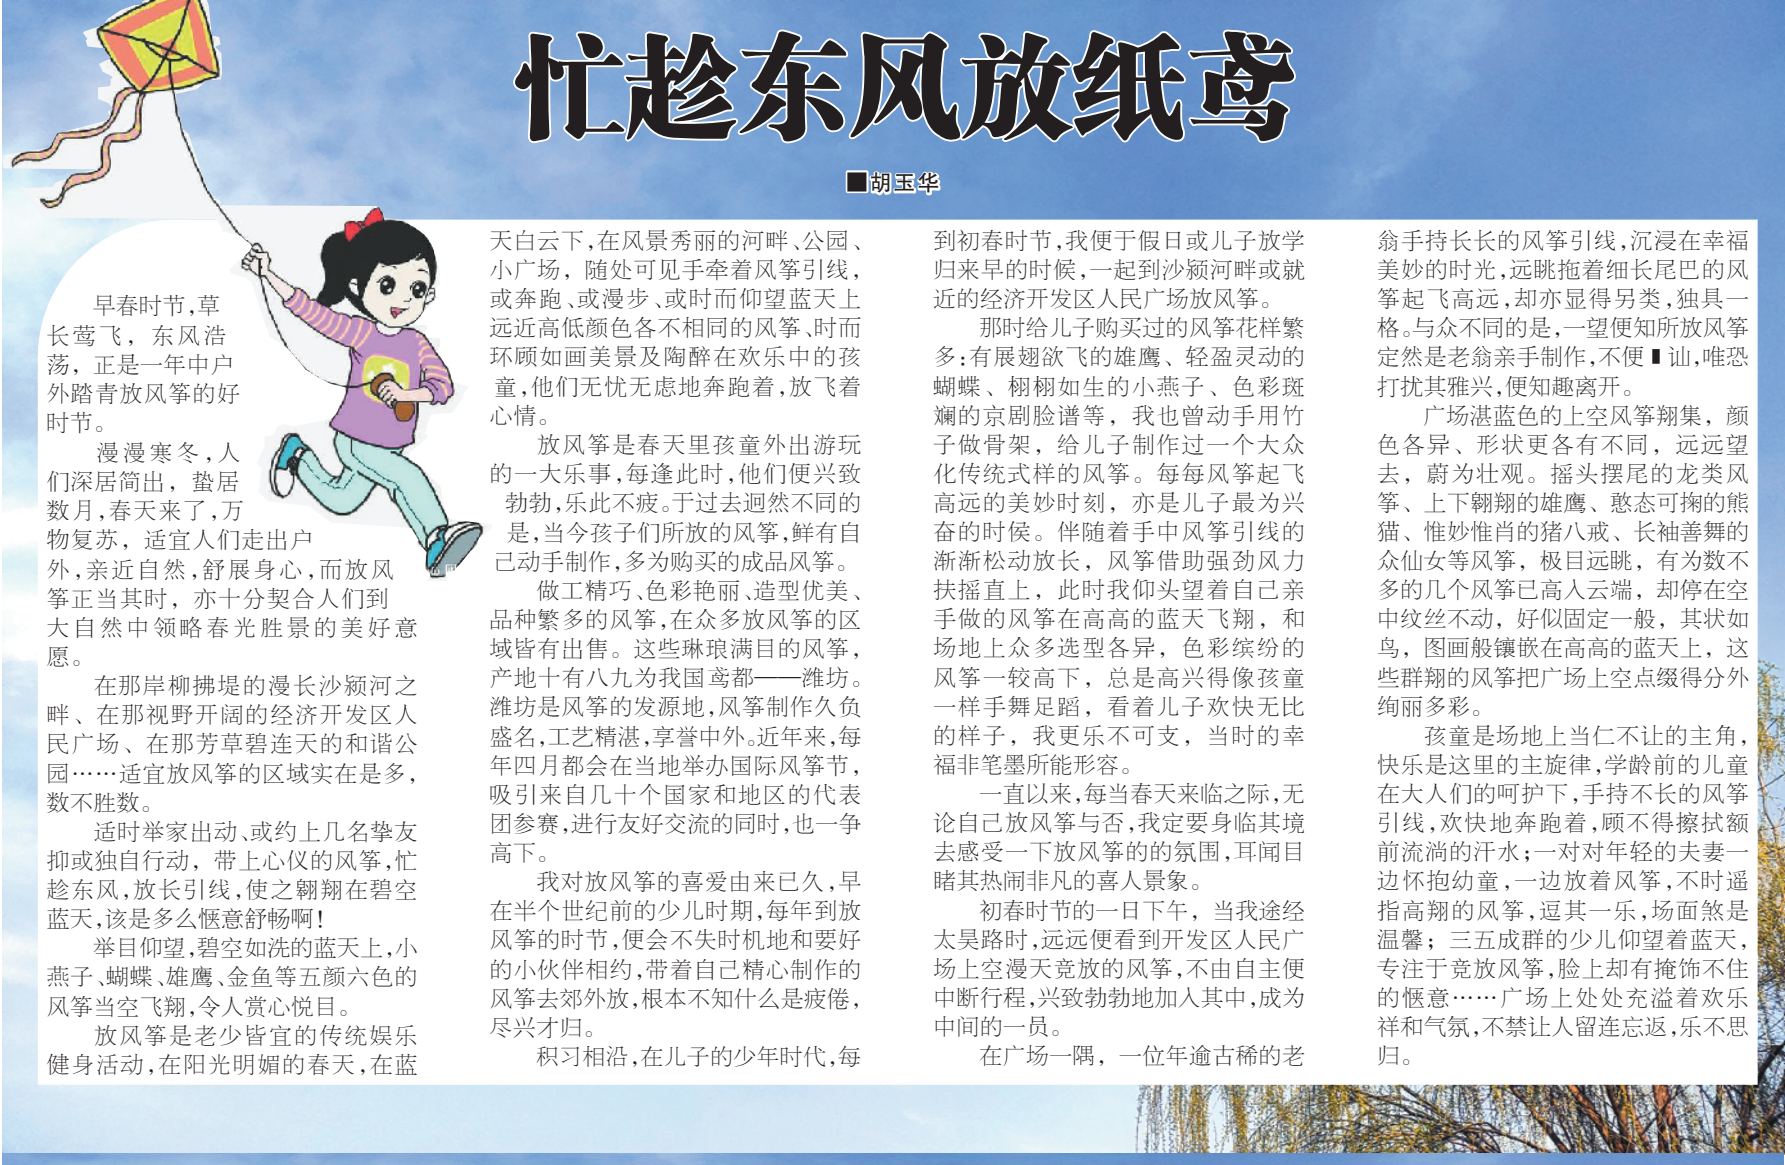 忙趁东风放纸鸢
■胡玉华
早春时节,草
长莺飞，东风浩
荡，正是一年中户
外踏青放风筝的好
时节。
漫漫寒冬,人
们深居简出，蛰居
数月,春天来了,万
物复苏，适宜人们走出户
外,亲近自然,舒展身心,而放风
筝正当其时，亦十分契合人们到
大自然中领略春光胜景的美好意
愿。
在那岸柳拂堤的漫长沙颍河之
畔、在那视野开阔的经济开发区人
民广场、在那芳草碧连天的和谐公
园……适宜放风筝的区域实在是多,
数不胜数。
适时举家出动、或约上几名挚友
抑或独自行动，带上心仪的风筝,忙
趁东风,放长引线,使之翱翔在碧空
蓝天,该是多么惬意舒畅啊!
举目仰望,碧空如洗的蓝天上,小
燕子、蝴蝶、雄鹰、金鱼等五颜六色的
风筝当空飞翔,令人赏心悦目。
放风筝是老少皆宜的传统娱乐
健身活动,在阳光明媚的春天,在蓝
天白云下,在风景秀丽的河畔、公园、
小广场，随处可见手牵着风筝引线，
或奔跑、或漫步、或时而仰望蓝天上
远近高低颜色各不相同的风筝、时而
环顾如画美景及陶醉在欢乐中的孩
童,他们无忧无虑地奔跑着,放飞着
心情。
放风筝是春天里孩童外出游玩
的一大乐事,每逢此时,他们便兴致
勃勃,乐此不疲。于过去迥然不同的
是,当今孩子们所放的风筝,鲜有自
己动手制作,多为购买的成品风筝。
做工精巧、色彩艳丽、造型优美、
品种繁多的风筝,在众多放风筝的区
域皆有出售。这些琳琅满目的风筝，
产地十有八九为我国鸢都——潍坊。
潍坊是风筝的发源地,风筝制作久负
盛名,工艺精湛,享誉中外。近年来,每
年四月都会在当地举办国际风筝节，
吸引来自几十个国家和地区的代表
团参赛,进行友好交流的同时,也一争
高下。
我对放风筝的喜爱由来已久,早
在半个世纪前的少儿时期,每年到放
风筝的时节,便会不失时机地和要好
的小伙伴相约,带着自己精心制作的
风筝去郊外放,根本不知什么是疲倦,
尽兴才归。
积习相沿,在儿子的少年时代,每
到初春时节,我便于假日或儿子放学
归来早的时候,一起到沙颍河畔或就
近的经济开发区人民广场放风筝。
那时给儿子购买过的风筝花样繁
多:有展翅欲飞的雄鹰、轻盈灵动的
蝴蝶、栩栩如生的小燕子、色彩斑
斓的京剧脸谱等，我也曾动手用竹
子做骨架，给儿子制作过一个大众
化传统式样的风筝。每每风筝起飞
高远的美妙时刻，亦是儿子最为兴
奋的时候。伴随着手中风筝引线的
渐渐松动放长，风筝借助强劲风力
扶摇直上，此时我仰头望着自己亲
手做的风筝在高高的蓝天飞翔，和
场地上众多选型各异，色彩缤纷的
风筝一较高下，总是高兴得像孩童
一样手舞足蹈，看着儿子欢快无比
的样子，我更乐不可支，当时的幸
福非笔墨所能形容。
一直以来,每当春天来临之际,无
论自己放风筝与否,我定要身临其境
去感受一下放风筝的的氛围,耳闻目
睹其热闹非凡的喜人景象。
初春时节的一日下午，当我途经
太昊路时,远远便看到开发区人民广
场上空漫天竞放的风筝,不由自主便
中断行程,兴致勃勃地加入其中,成为
中间的一员。
在广场一隅，一位年逾古稀的老
翁手持长长的风筝引线,沉浸在幸福
美妙的时光,远眺拖着细长尾巴的风
筝起飞高远,却亦显得另类,独具一
格。与众不同的是,一望便知所放风筝
定然是老翁亲手制作,不便▮讪,唯恐
打扰其雅兴,便知趣离开。
广场湛蓝色的上空风筝翔集，颜
色各异、形状更各有不同，远远望
去，蔚为壮观。摇头摆尾的龙类风
筝、上下翱翔的雄鹰、憨态可掬的熊
猫、惟妙惟肖的猪八戒、长袖善舞的
众仙女等风筝，极目远眺，有为数不
多的几个风筝已高入云端，却停在空
中纹丝不动，好似固定一般，其状如
鸟，图画般镶嵌在高高的蓝天上，这
些群翔的风筝把广场上空点缀得分外
绚丽多彩。
孩童是场地上当仁不让的主角，
快乐是这里的主旋律,学龄前的儿童
在大人们的呵护下,手持不长的风筝
引线,欢快地奔跑着,顾不得擦拭额
前流淌的汗水;一对对年轻的夫妻一
边怀抱幼童,一边放着风筝,不时遥
指高翔的风筝,逗其一乐,场面煞是
温馨；三五成群的少儿仰望着蓝天，
专注于竞放风筝,脸上却有掩饰不住
的惬意……广场上处处充溢着欢乐
祥和气氛,不禁让人留连忘返,乐不思
归。